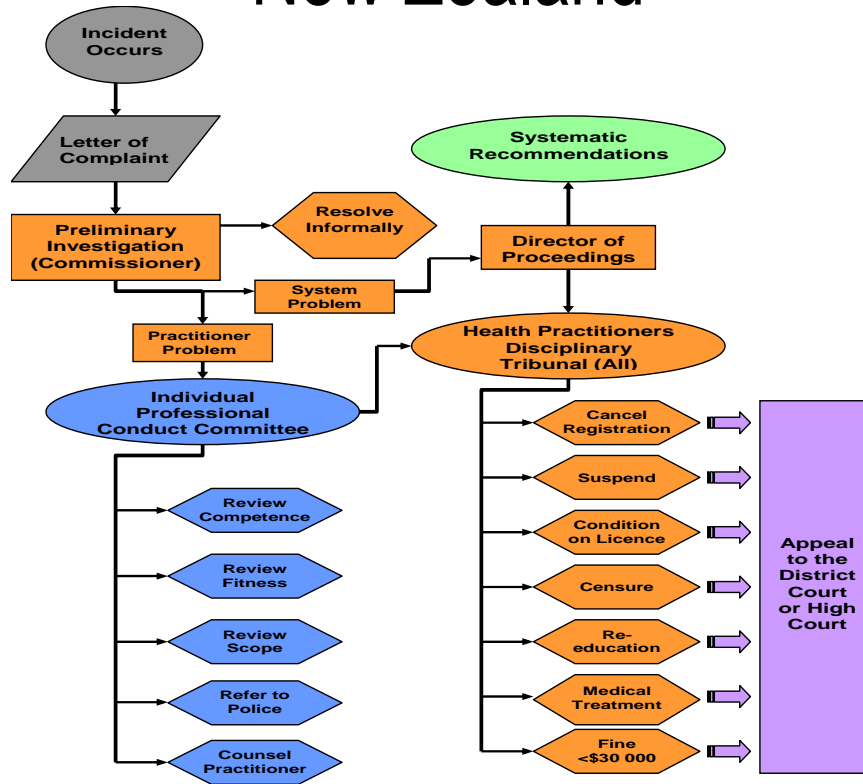 New Zealand
Incident
Occurs
Letter of
Complaint
Systematic
Recommendations
Preliminary
Investigation
(Commissioner)
Resolve
Informally
Director of
Proceedings
System
Problem
Practitioner
Problem
Health Practitioners
Disciplinary
Tribunal (All)
Individual
Professional
Conduct Committee
Review
Competence
Review
Fitness
Review
Scope
Refer to
Police
Counsel
Practitioner
Cancel
Registration
Suspend
Condition
on Licence
Censure
Re-
education
Medical
Treatment
Fine
<$30 000
Appeal
to the
District
Court
or High
Court